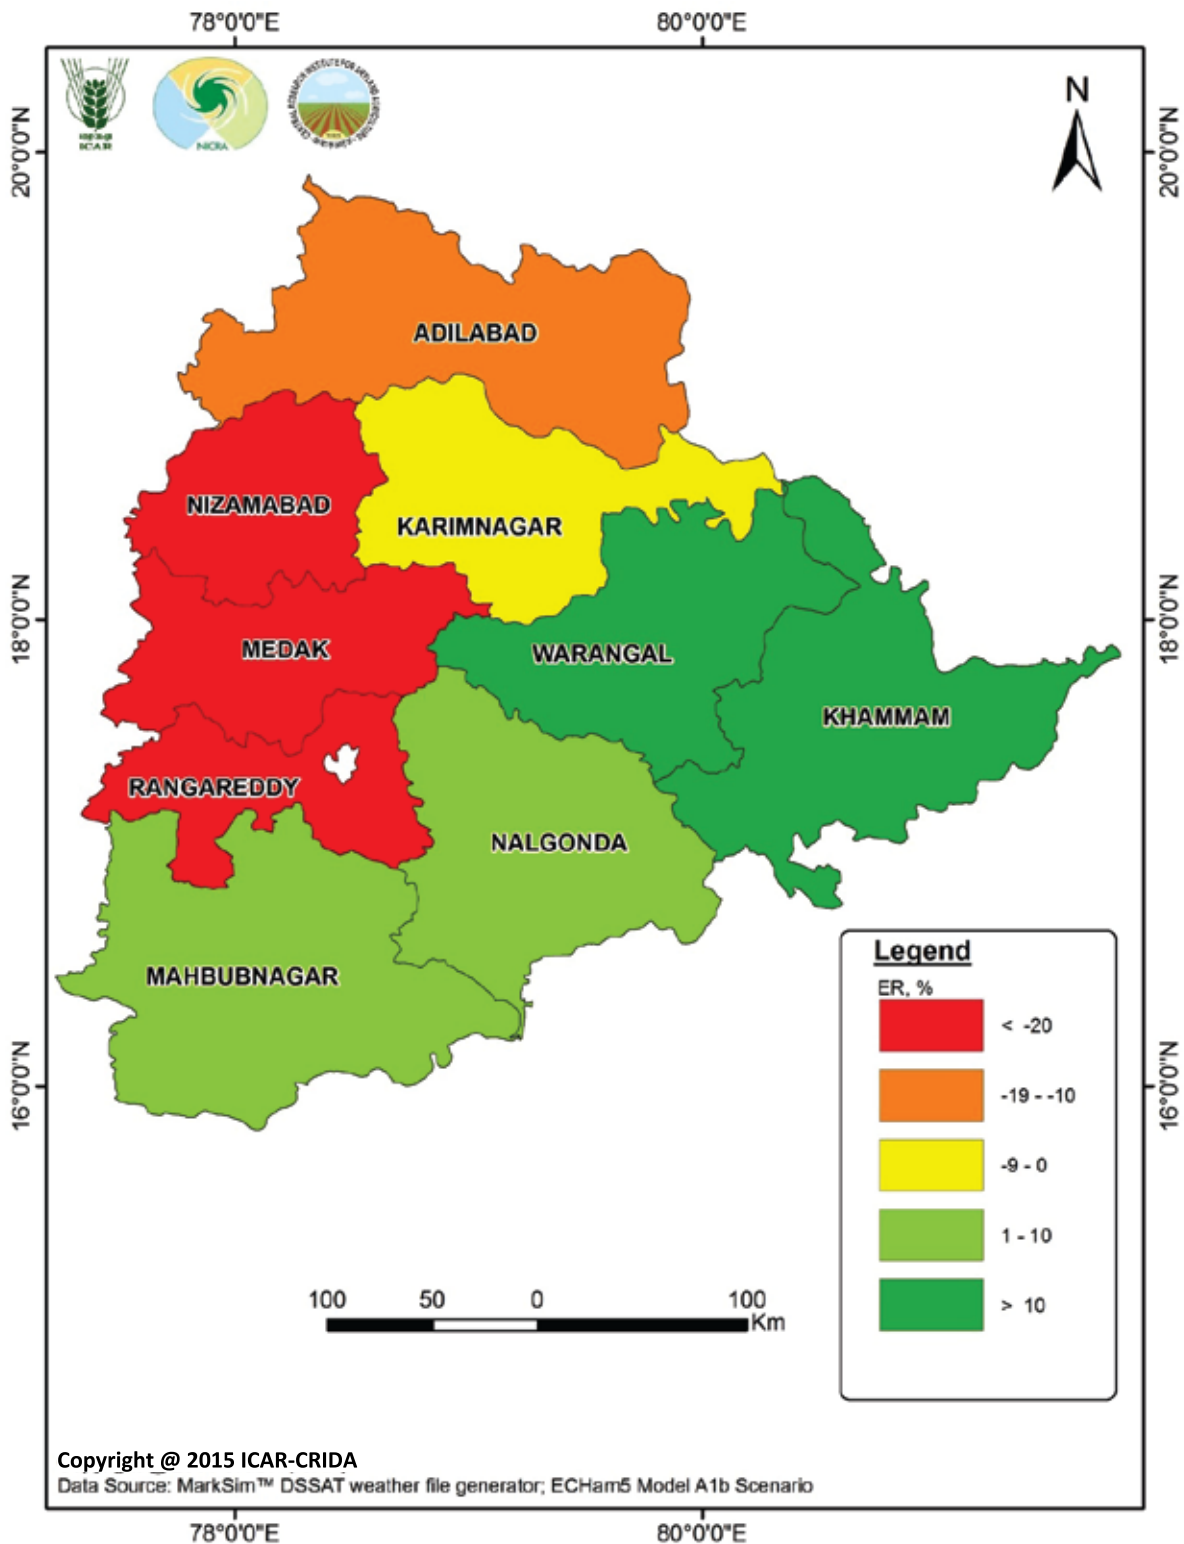 78°0'0"E
80°0'0"E
ICAR
NICRA
N
20°0'0"N
20°0'0"N
ADILABAD
NIZAMABAD
KARIMNAGAR
18°0'0"N
18°0'0"N
MEDAK
WARANGAL
KHAMMAM
RANGAREDDY
NALGONDA
MAHBUBNAGAR
16°0'0"N
16°0'0"N
Legend
ER, %
< -20
-19 - -10
-9 - 0
1 - 10
> 10
100 50 0 100
Km
Copyright @ 2015 ICAR-CRIDA
Data Source: MarkSim™ DSSAT weather file generator; ECHam5 Model A1b Scenario
78°0'0"E
80°0'0"E